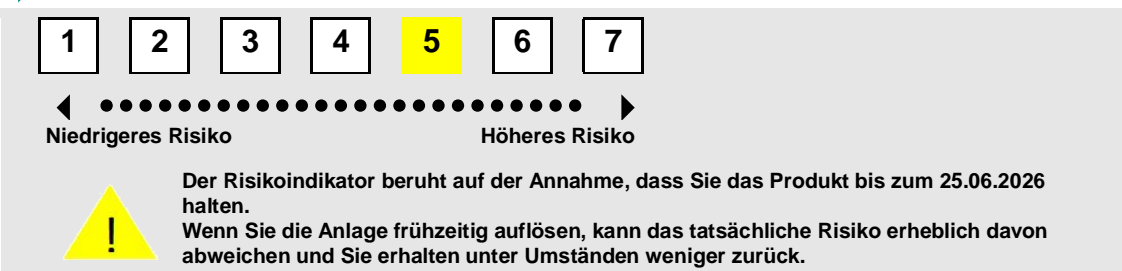 1 2 3 4 5 6 7
Niedrigeres Risiko Höheres Risiko
Der Risikoindikator beruht auf der Annahme, dass Sie das Produkt bis zum 25.06.2026
halten.
Wenn Sie die Anlage frühzeitig auflösen, kann das tatsächliche Risiko erheblich davon
abweichen und Sie erhalten unter Umständen weniger zurück.
!